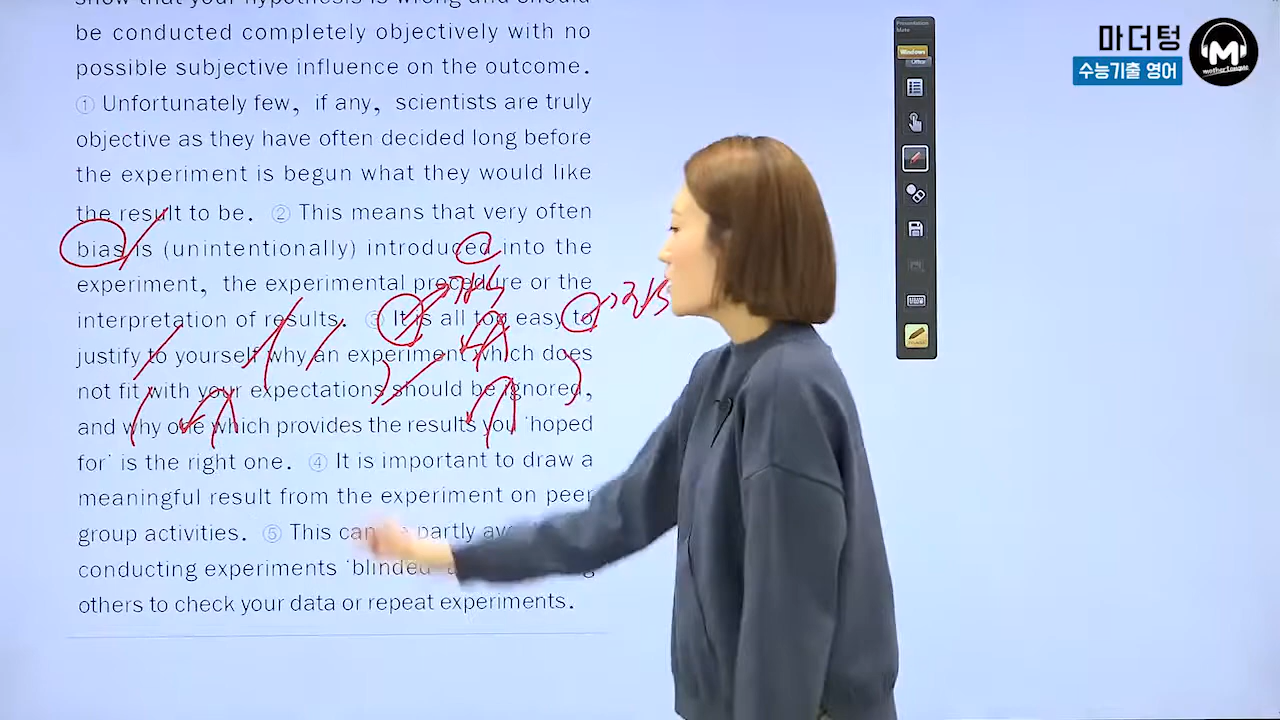 show that your hypothesis is wrong and should
be conducted completely objectively with no
possible subjective
① Unfortunately few, if any, scientists are truly
objective as they have often decided long before
the experiment is begun what they would like
the result to be. ② This means that very often
bias is (unintentionally) introduced into the
experiment, the experimental procedure or the
interpretation of results. ③ It is all too easy to
justify to yourself why an experiment which does
not fit with your expectations should be ignored,
and why one which provides the results you 'hoped
for' is the right one. ④ It is important to draw a
meaningful result from the experiment on peer
group activities. ⑤ This can partly
conducting experiments 'blinded'
others to check your data or repeat experiments.
Presentation
Mate
Windows
마더텅
수능기출 영어
M
mother tongue